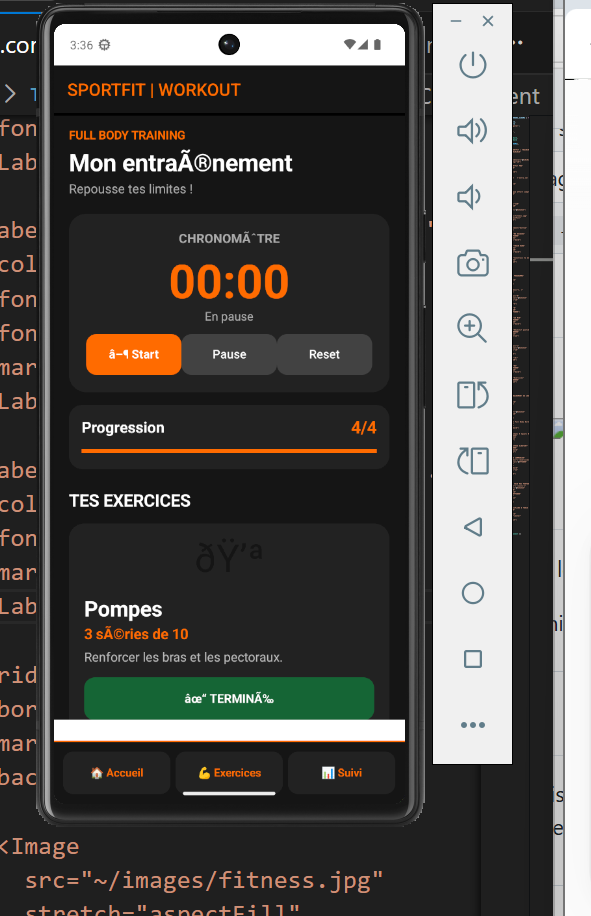 3:36
SPORTFIT | WORKOUT
FULL BODY TRAINING
Mon entraÃ®nement
Repousse tes limites !
CHRONOMÃˆTRE
00:00
En pause
â–¶ Start
Pause
Reset
Progression
4/4
TES EXERCICES
ðŸ’ª
Pompes
3 sÃ©ries de 10
Renforcer les bras et les pectoraux.
âœ“ TERMINÃ‰
🏠 Accueil
💪 Exercices
📊 Suivi
.cor
ent
fon
Lab
abe
col
fon
fon
mar
Lab
abe
col
fon
mar
Lab
rid
bor
mar
bac
<Image
src="~/images/fitness.jpg"
stretch="aspectFill"